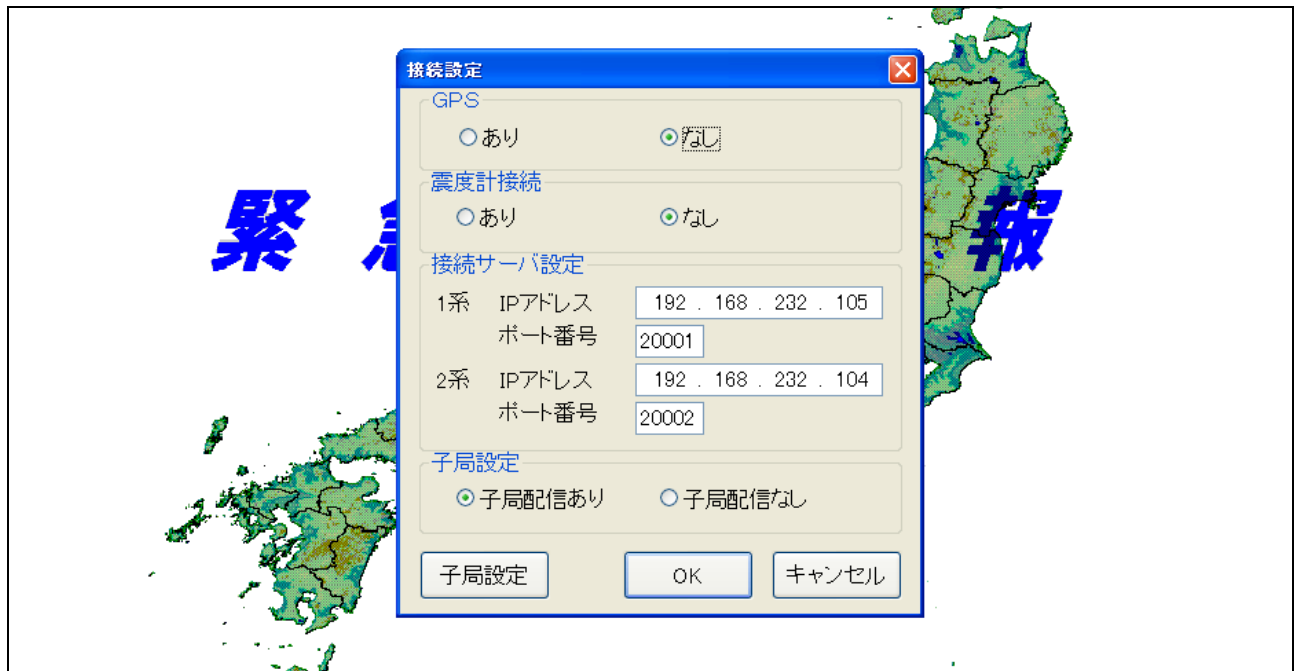 接続設定
GPS
あり なし
震度計接続
あり なし
緊 急 報
接続サーバ設定
1系 IPアドレス 192 . 168 . 232 . 105
ポート番号 20001
2系 IPアドレス 192 . 168 . 232 . 104
ポート番号 20002
子局設定
子局配信あり 子局配信なし
子局設定 OK キャンセル